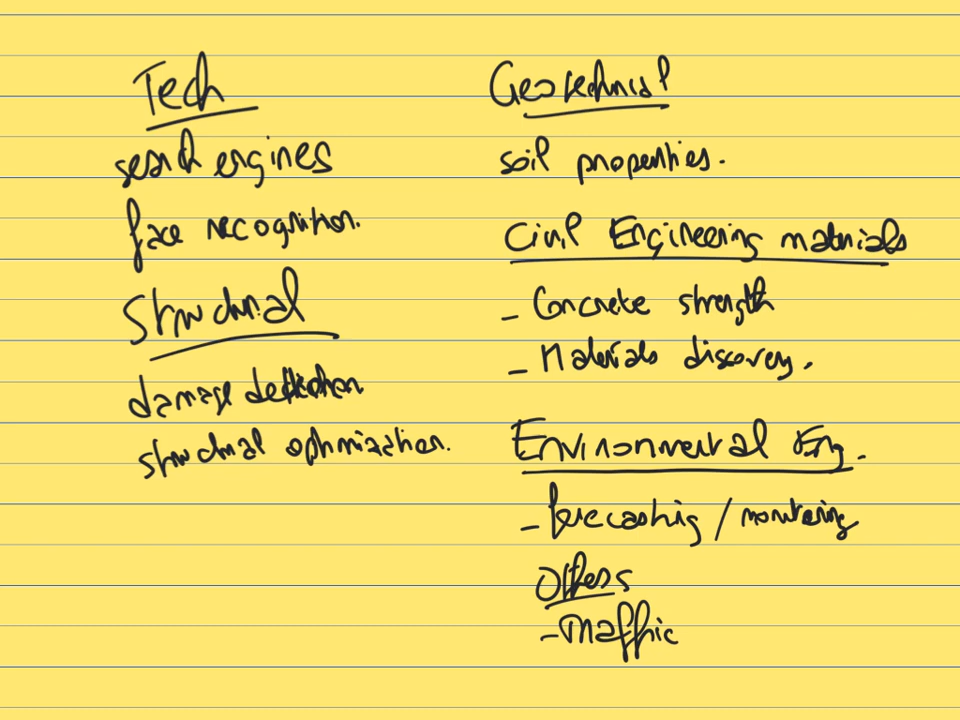 Tech
search engines
face recognition.
Structural
damage detection
structural optimization.
Geotechnical
soil properties.
Civil Engineering materials
- Concrete strength
- Materials discovery.
Environmental Eng.
- forecasting / monitoring
Others
- Traffic